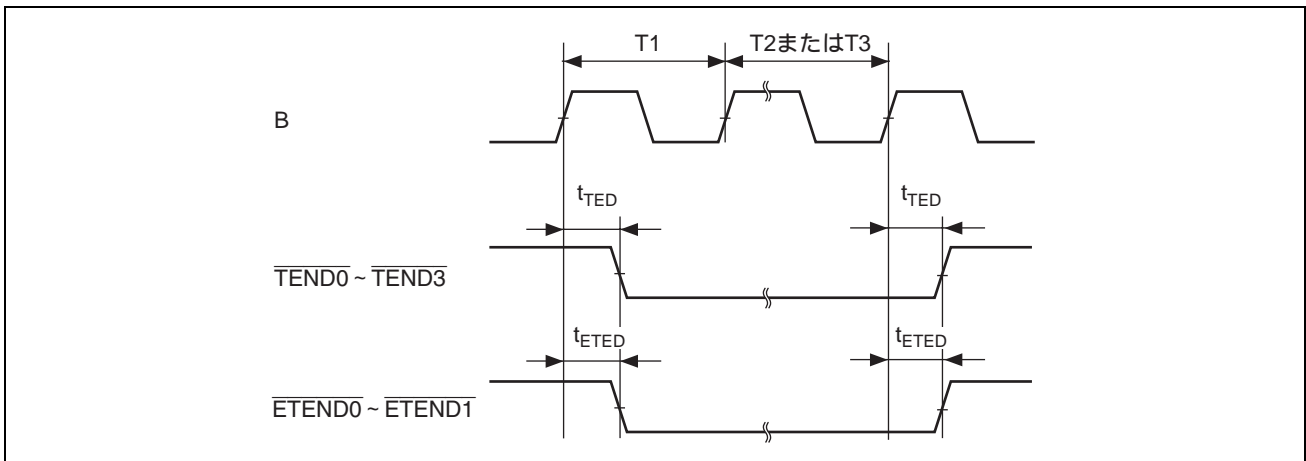 T1
T2またはT3
B
tTED
tTED
TEND0 ~ TEND3
tETED
tETED
ETEND0 ~ ETEND1